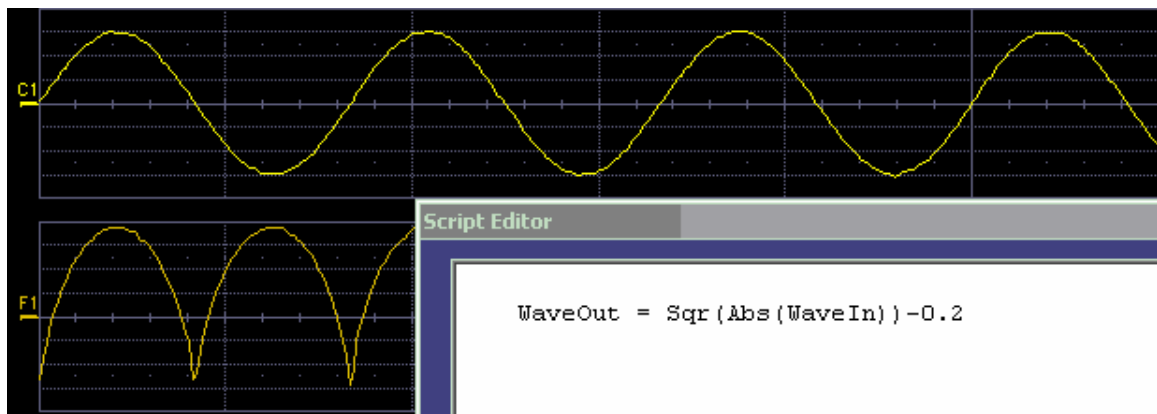 C1
Script Editor
F1
WaveOut = Sqr(Abs(WaveIn))-0.2